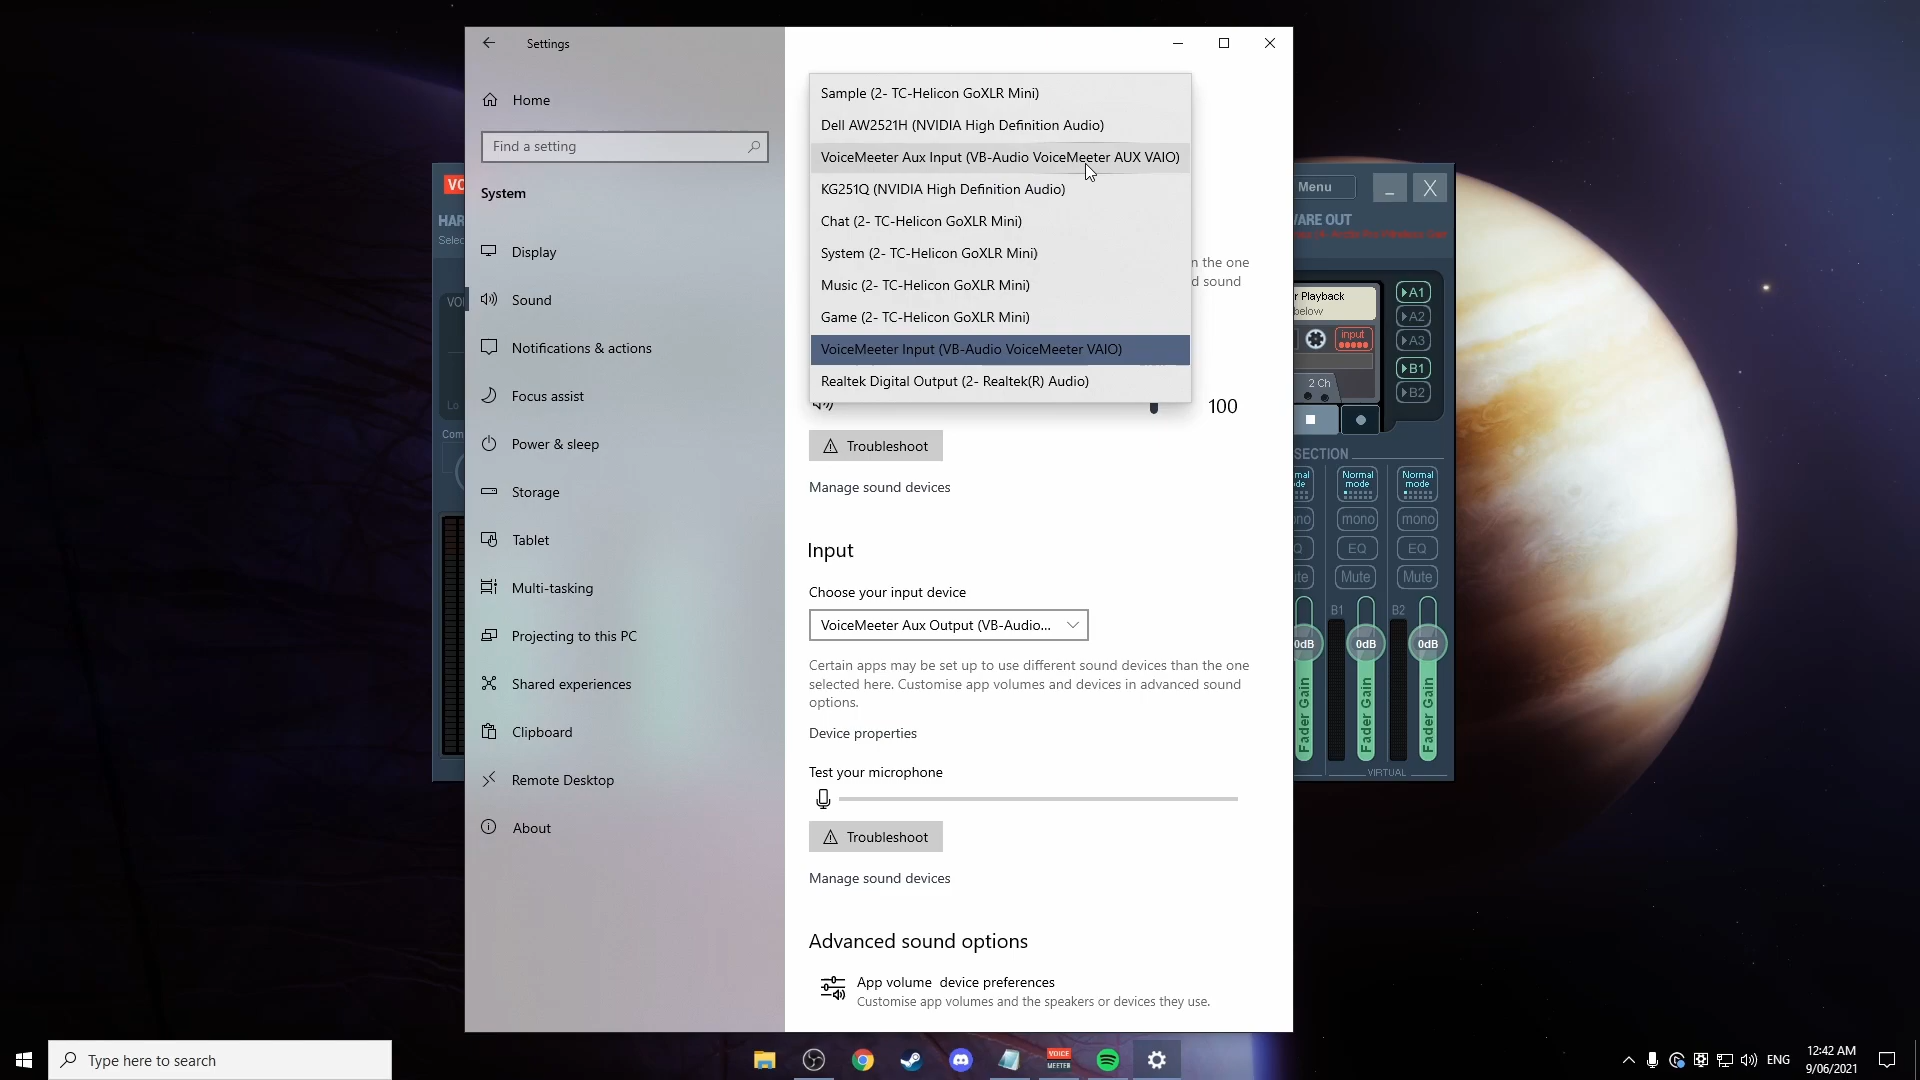 Settings
Home
Find a setting
System
Display
Sound
Notifications & actions
Focus assist
Power & sleep
Storage
Tablet
Multi-tasking
Projecting to this PC
Shared experiences
Clipboard
Remote Desktop
About
Sample (2- TC-Helicon GoXLR Mini)
Dell AW2521H (NVIDIA High Definition Audio)
VoiceMeeter Aux Input (VB-Audio VoiceMeeter AUX VAIO)
KG251Q (NVIDIA High Definition Audio)
Chat (2- TC-Helicon GoXLR Mini)
System (2- TC-Helicon GoXLR Mini)
Music (2- TC-Helicon GoXLR Mini)
Game (2- TC-Helicon GoXLR Mini)
VoiceMeeter Input (VB-Audio VoiceMeeter VAIO)
Realtek Digital Output (2- Realtek(R) Audio)
n the one
d sound
100
Troubleshoot
Manage sound devices
Input
Choose your input device
VoiceMeeter Aux Output (VB-Audio...
Certain apps may be set up to use different sound devices than the one
selected here. Customise app volumes and devices in advanced sound
options.
Device properties
Test your microphone
Troubleshoot
Manage sound devices
Advanced sound options
App volume device preferences
Customise app volumes and the speakers or devices they use.
VO
HAR
Selec
VO
Lo
Com
Menu
_
X
ARE OUT
r Playback
below
input
2 Ch
A1
A2
A3
B1
B2
SECTION
Normal
mode
Normal
mode
mono
mono
EQ
EQ
Mute
Mute
B1
B2
0dB
0dB
0dB
Fader Gain
Fader Gain
Fader Gain
VIRTUAL
Type here to search
VOICE
MEETER
ENG
12:42 AM
9/06/2021